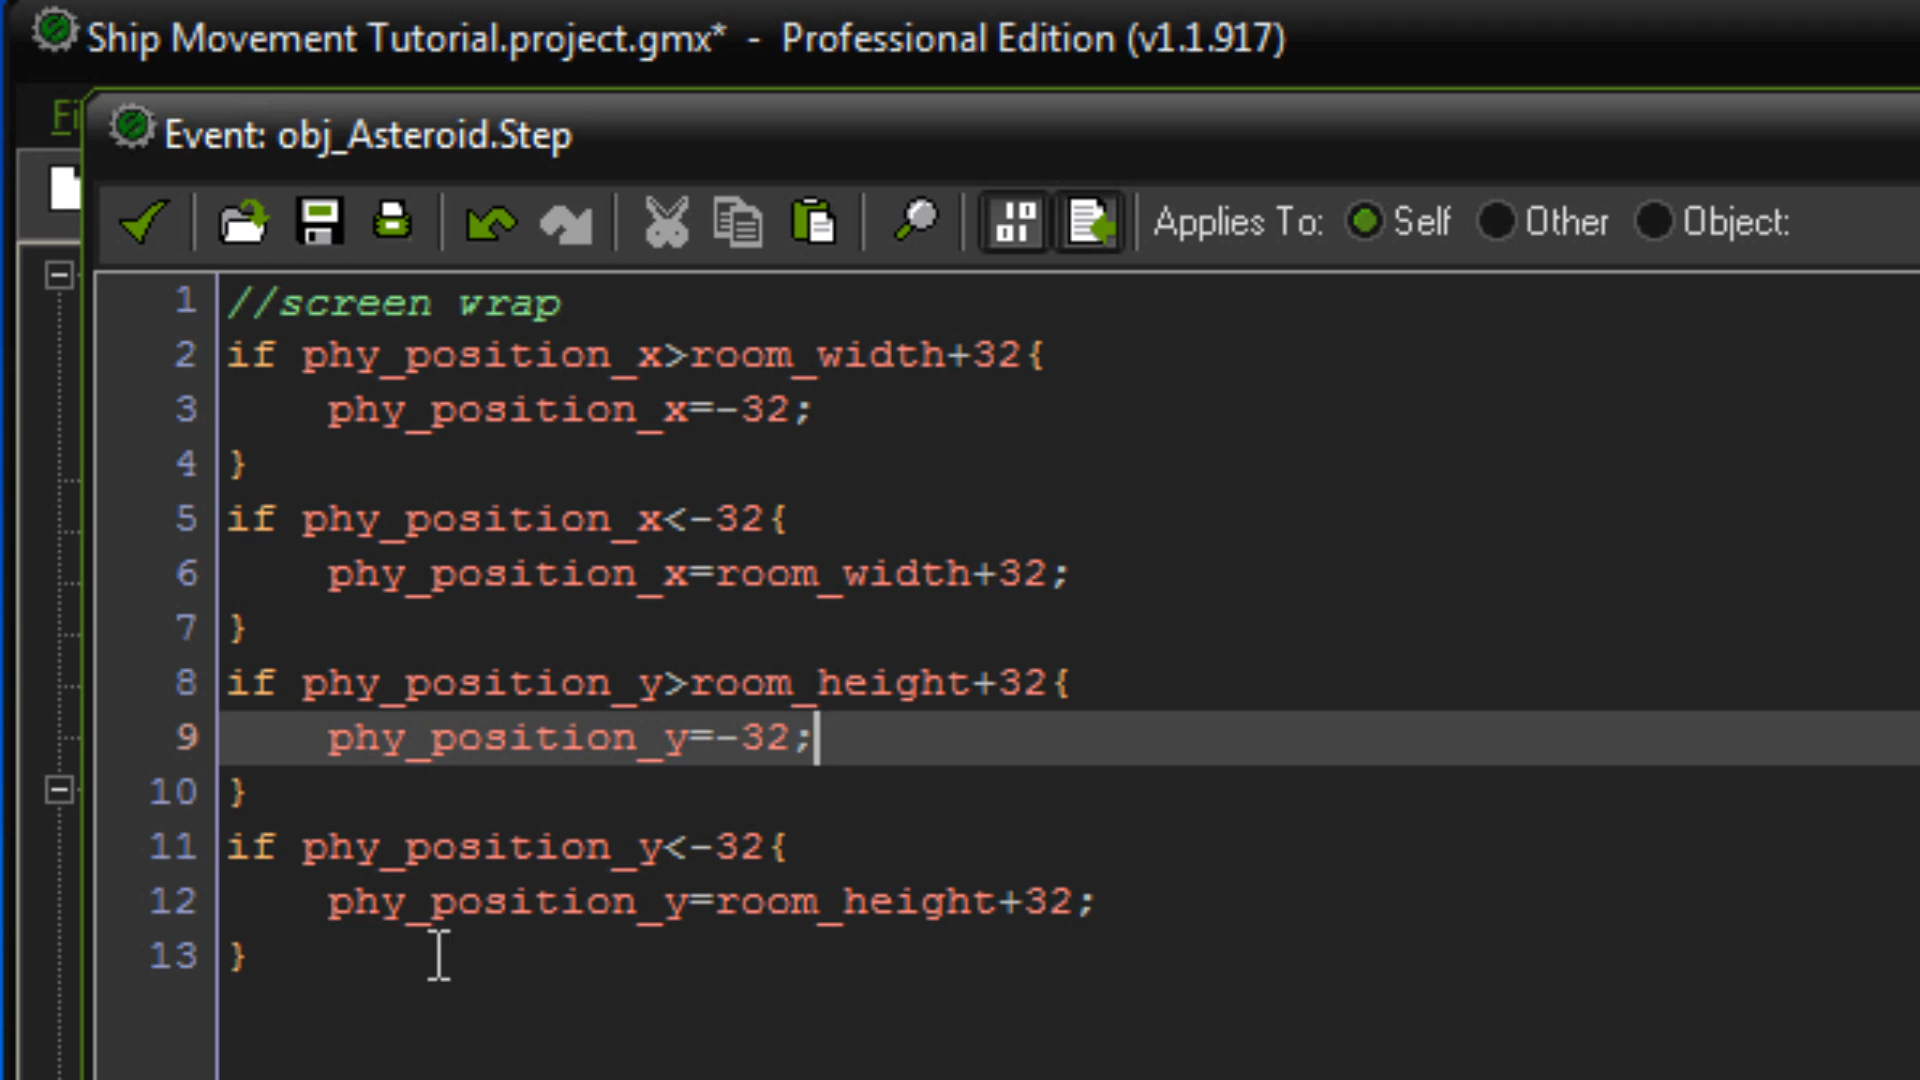 Ship Movement Tutorial.project.gmx* - Professional Edition (v1.1.917)
Fi
Event: obj_Asteroid.Step
Applies To: Self Other Object:
1 //screen wrap
2 if phy_position_x>room_width+32{
3 phy_position_x=-32;
4 }
5 if phy_position_x<-32{
6 phy_position_x=room_width+32;
7 }
8 if phy_position_y>room_height+32{
9 phy_position_y=-32;
10 }
11 if phy_position_y<-32{
12 phy_position_y=room_height+32;
13 }